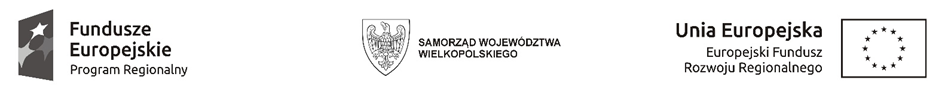 Fundusze
Europejskie
Program Regionalny
SAMORZĄD WOJEWÓDZTWA
WIELKOPOLSKIEGO
Unia Europejska
Europejski Fundusz
Rozwoju Regionalnego